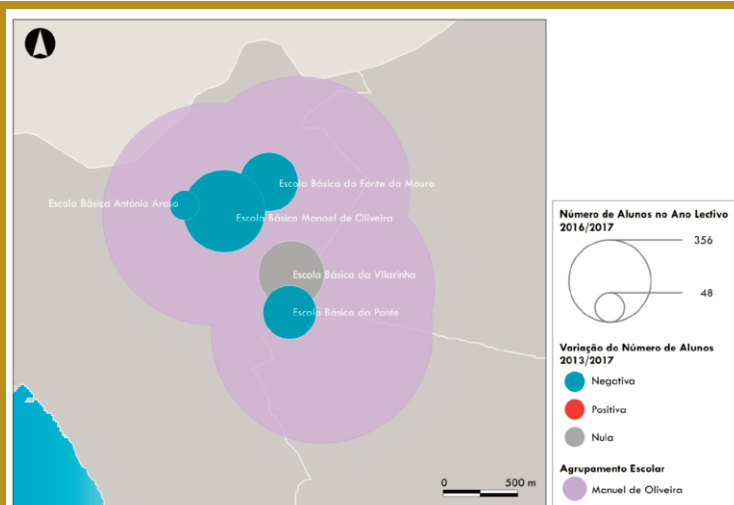 Escola Básica da Fonte da Moura
Escola Básica António Aroso
Escola Básica Manoel de Oliveira
Escola Básica da Vilarinha
Escola Básica da Ponte
0 500 m
Número de Alunos no Ano Lectivo
2016/2017
356
48
Variação do Número de Alunos
2013/2017
Negativa
Positiva
Nula
Agrupamento Escolar
Manuel de Oliveira